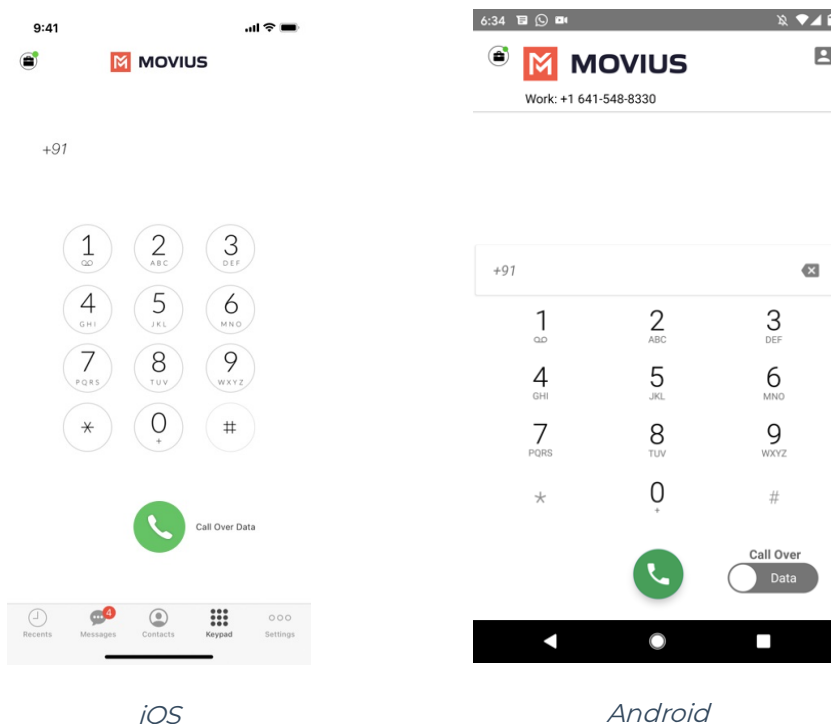 9:41
MOVIUS
+91
1 2 3
ABC DEF
4 5 6
GHI JKL MNO
7 8 9
PQRS TUV WXYZ
* 0 #
+
Call Over Data
4
Recents Messages Contacts Keypad Settings
iOS
6:34
MOVIUS
Work: +1 641-548-8330
+91
1 2 3
ABC DEF
4 5 6
GHI JKL MNO
7 8 9
PQRS TUV WXYZ
* 0 #
+
Call Over
Data
Android